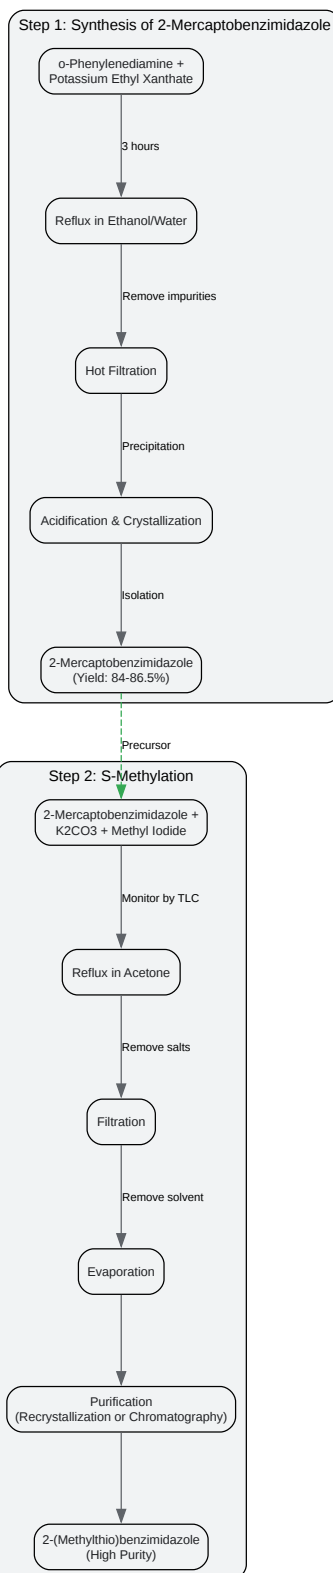 Step 1: Synthesis of 2-Mercaptobenzimidazole
o-Phenylenediamine +
Potassium Ethyl Xanthate
3 hours
Reflux in Ethanol/Water
Remove impurities
Hot Filtration
Precipitation
Acidification & Crystallization
Isolation
2-Mercaptobenzimidazole
(Yield: 84-86.5%)
Precursor
Step 2: S-Methylation
2-Mercaptobenzimidazole +
K2CO3 + Methyl Iodide
Monitor by TLC
Reflux in Acetone
Remove salts
Filtration
Remove solvent
Evaporation
Purification
(Recrystallization or Chromatography)
2-(Methylthio)benzimidazole
(High Purity)